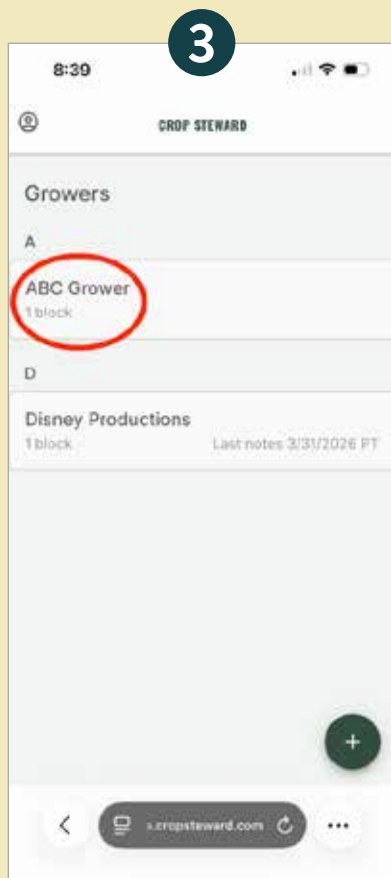 3
8:39
CROP STEWARD
Growers
A
ABC Grower
1 block
D
Disney Productions
1 block Last notes 3/31/2026 PT
+
s.cropsteward.com